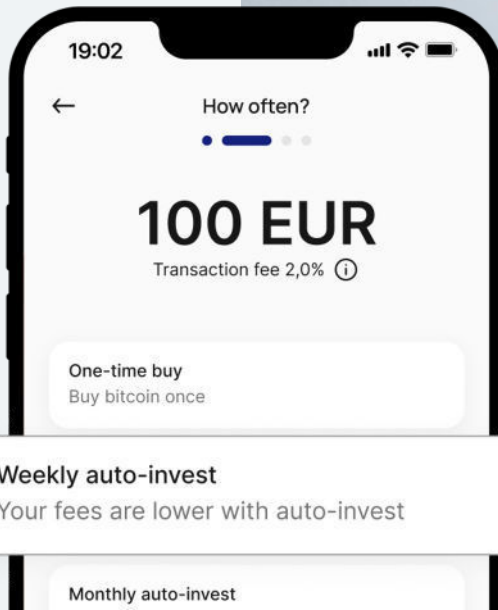 19:02
How often?
100 EUR
Transaction fee 2,0%
One-time buy
Buy bitcoin once
Weekly auto-invest
Your fees are lower with auto-invest
Monthly auto-invest